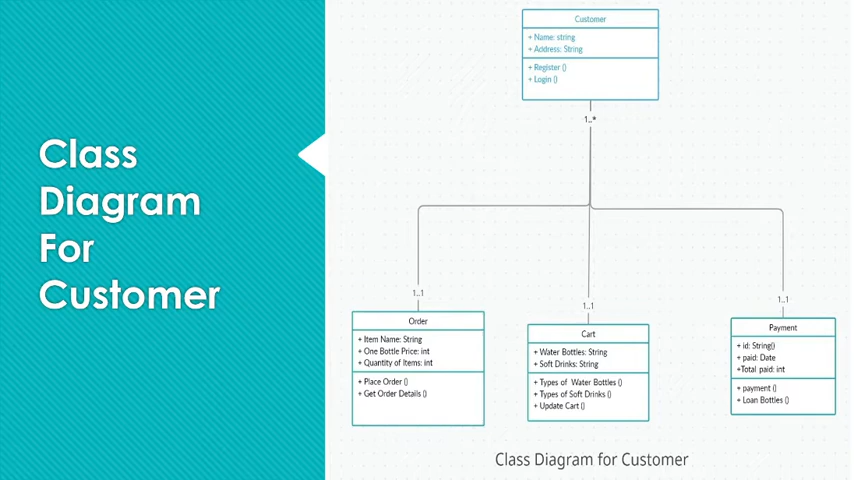 Class
Diagram
For
Customer
Customer
+ Name: string
+ Address: String
+ Register ()
+ Login ()
1..*
1..1
1..1
1..1
Order
+ Item Name: String
+ One Bottle Price: int
+ Quantity of Items: int
+ Place Order ()
+ Get Order Details ()
Cart
+ Water Bottles: String
+ Soft Drinks: String
+ Types of Water Bottles ()
+ Types of Soft Drinks ()
+ Update Cart ()
Payment
+ id: String()
+ paid: Date
+Total paid: int
+ payment ()
+ Loan Bottles ()
Class Diagram for Customer